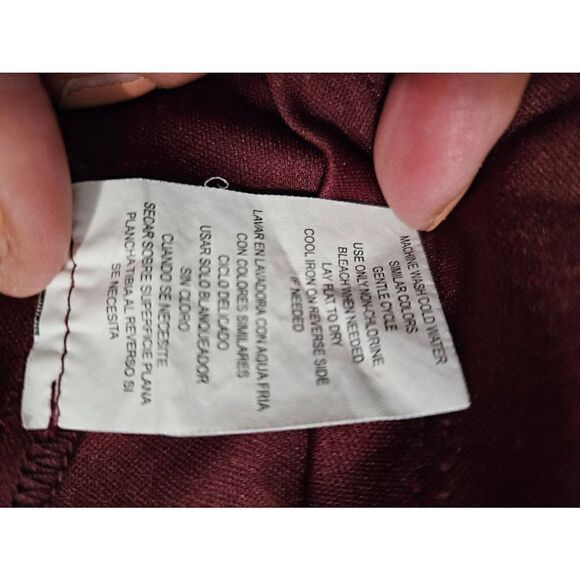 MACHINE WASH COLD WATER
SIMILAR COLORS
GENTLE CYCLE
USE ONLY NON-CHLORINE
BLEACH WHEN NEEDED
LAY FLAT TO DRY
COOL IRON ON REVERSE SIDE
IF NEEDED
LAVAR EN LAVADORA CON AGUA FRIA
CON COLORES SIMILARES
CICLO DELICADO
USAR SOLO BLANQUEADOR
SIN CLORO
CUANDO SE NECESITE
SECAR SOBRE SUPERFICIE PLANA
PLANCHA TIBIA AL REVERSO SI
SE NECESITA